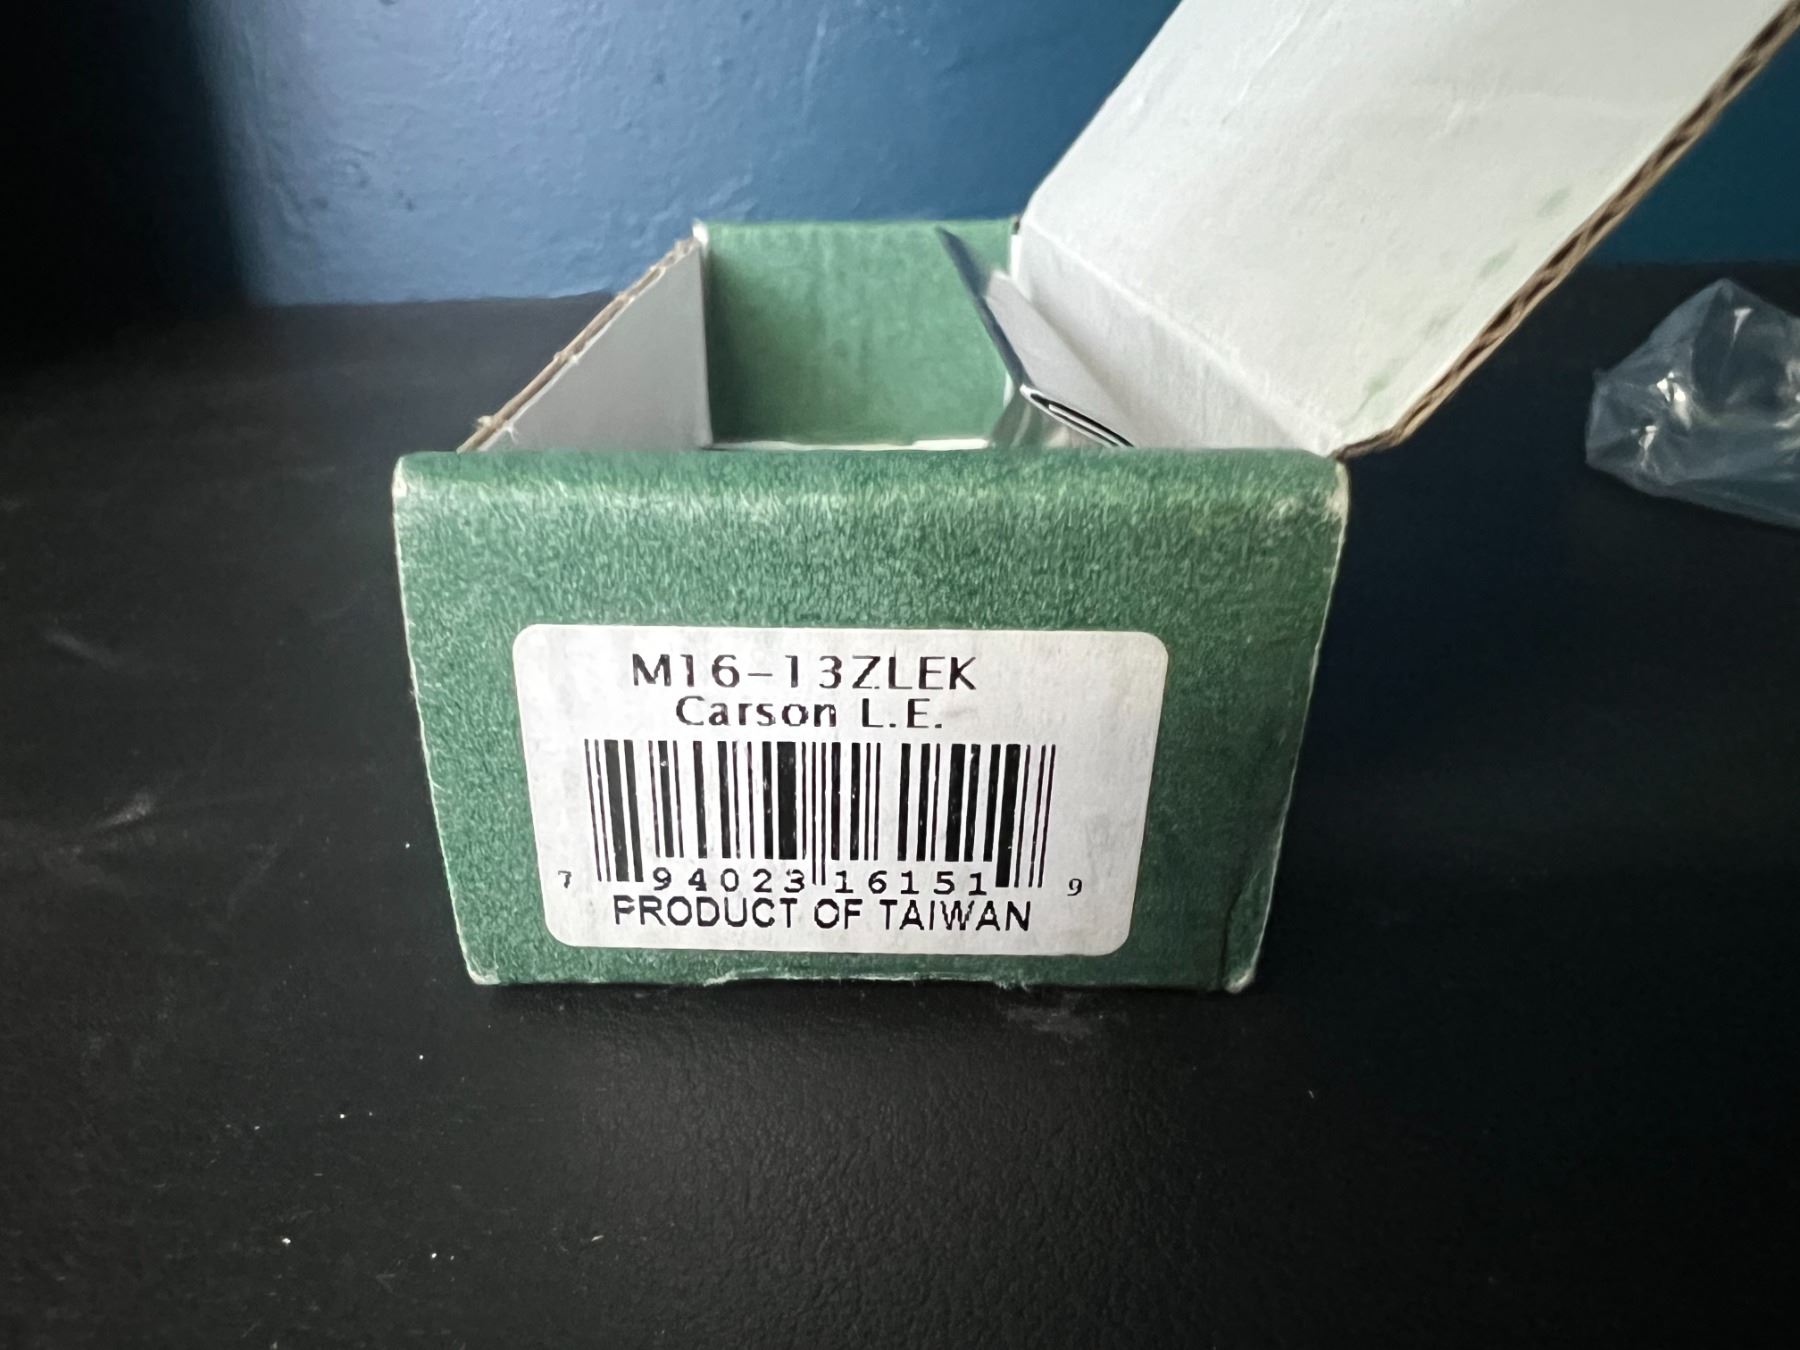 M16-13ZLEK
Carson L.E.
7 94023 16151 9
PRODUCT OF TAIWAN